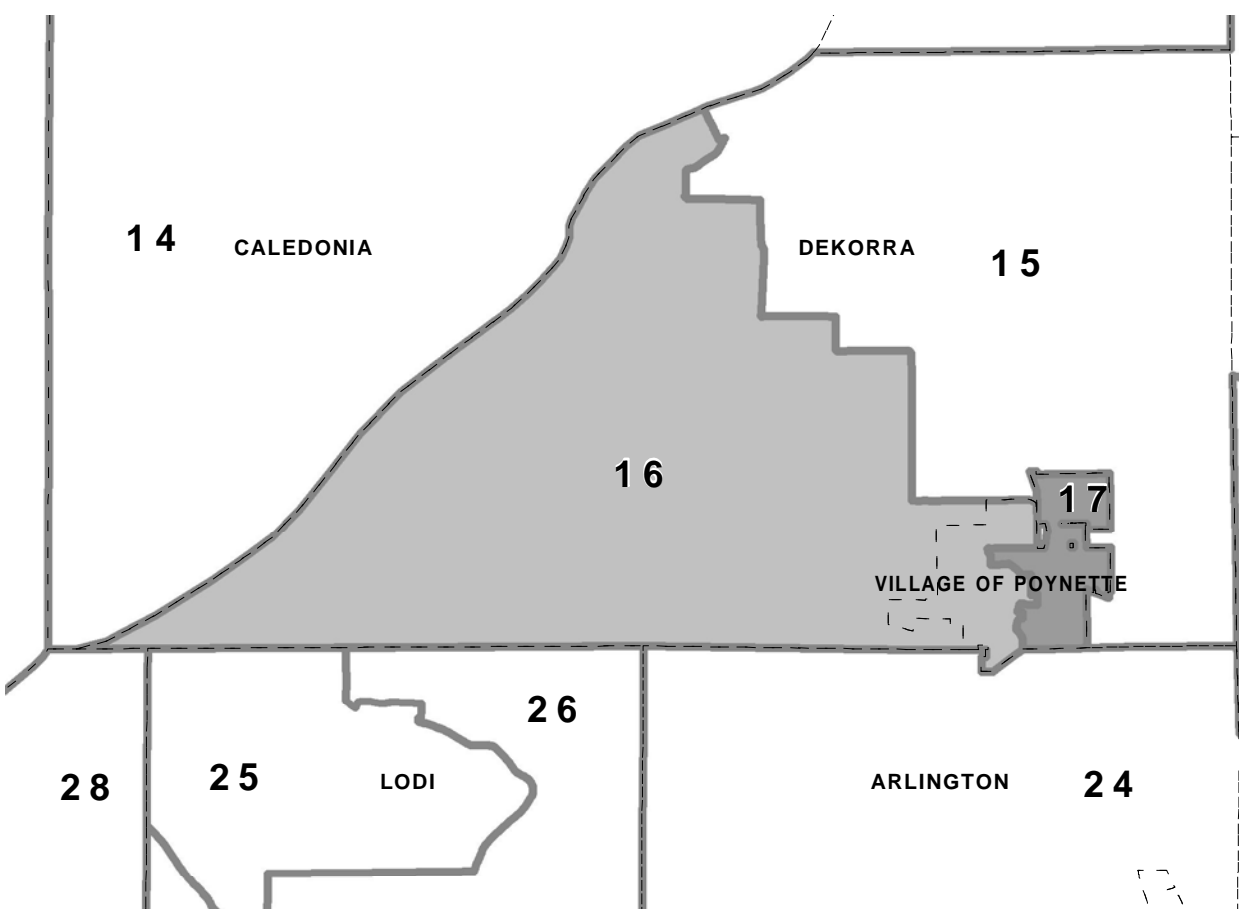 14
CALEDONIA
DEKORRA
15
16
17
VILLAGE OF POYNETTE
26
28
25
LODI
ARLINGTON
24